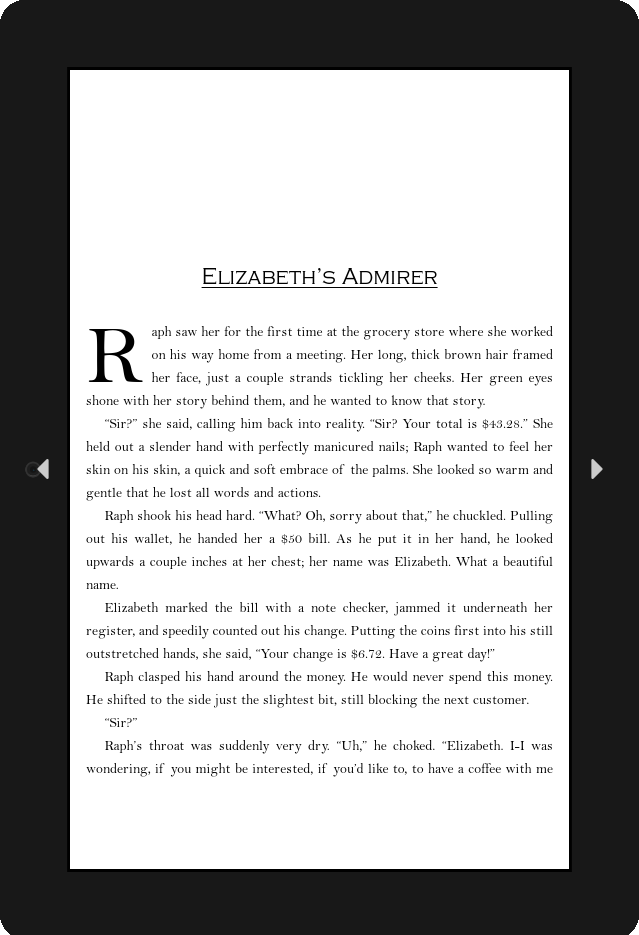 Elizabeth's Admirer
Raph saw her for the first time at the grocery store where she worked
on his way home from a meeting. Her long, thick brown hair framed
her face, just a couple strands tickling her cheeks. Her green eyes
shone with her story behind them, and he wanted to know that story.
“Sir?” she said, calling him back into reality. “Sir? Your total is $43.28.” She
held out a slender hand with perfectly manicured nails; Raph wanted to feel her
skin on his skin, a quick and soft embrace of the palms. She looked so warm and
gentle that he lost all words and actions.
Raph shook his head hard. “What? Oh, sorry about that,” he chuckled. Pulling
out his wallet, he handed her a $50 bill. As he put it in her hand, he looked
upwards a couple inches at her chest; her name was Elizabeth. What a beautiful
name.
Elizabeth marked the bill with a note checker, jammed it underneath her
register, and speedily counted out his change. Putting the coins first into his still
outstretched hands, she said, “Your change is $6.72. Have a great day!”
Raph clasped his hand around the money. He would never spend this money.
He shifted to the side just the slightest bit, still blocking the next customer.
“Sir?”
Raph's throat was suddenly very dry. “Uh,” he choked. “Elizabeth. I-I was
wondering, if you might be interested, if you'd like to, to have a coffee with me